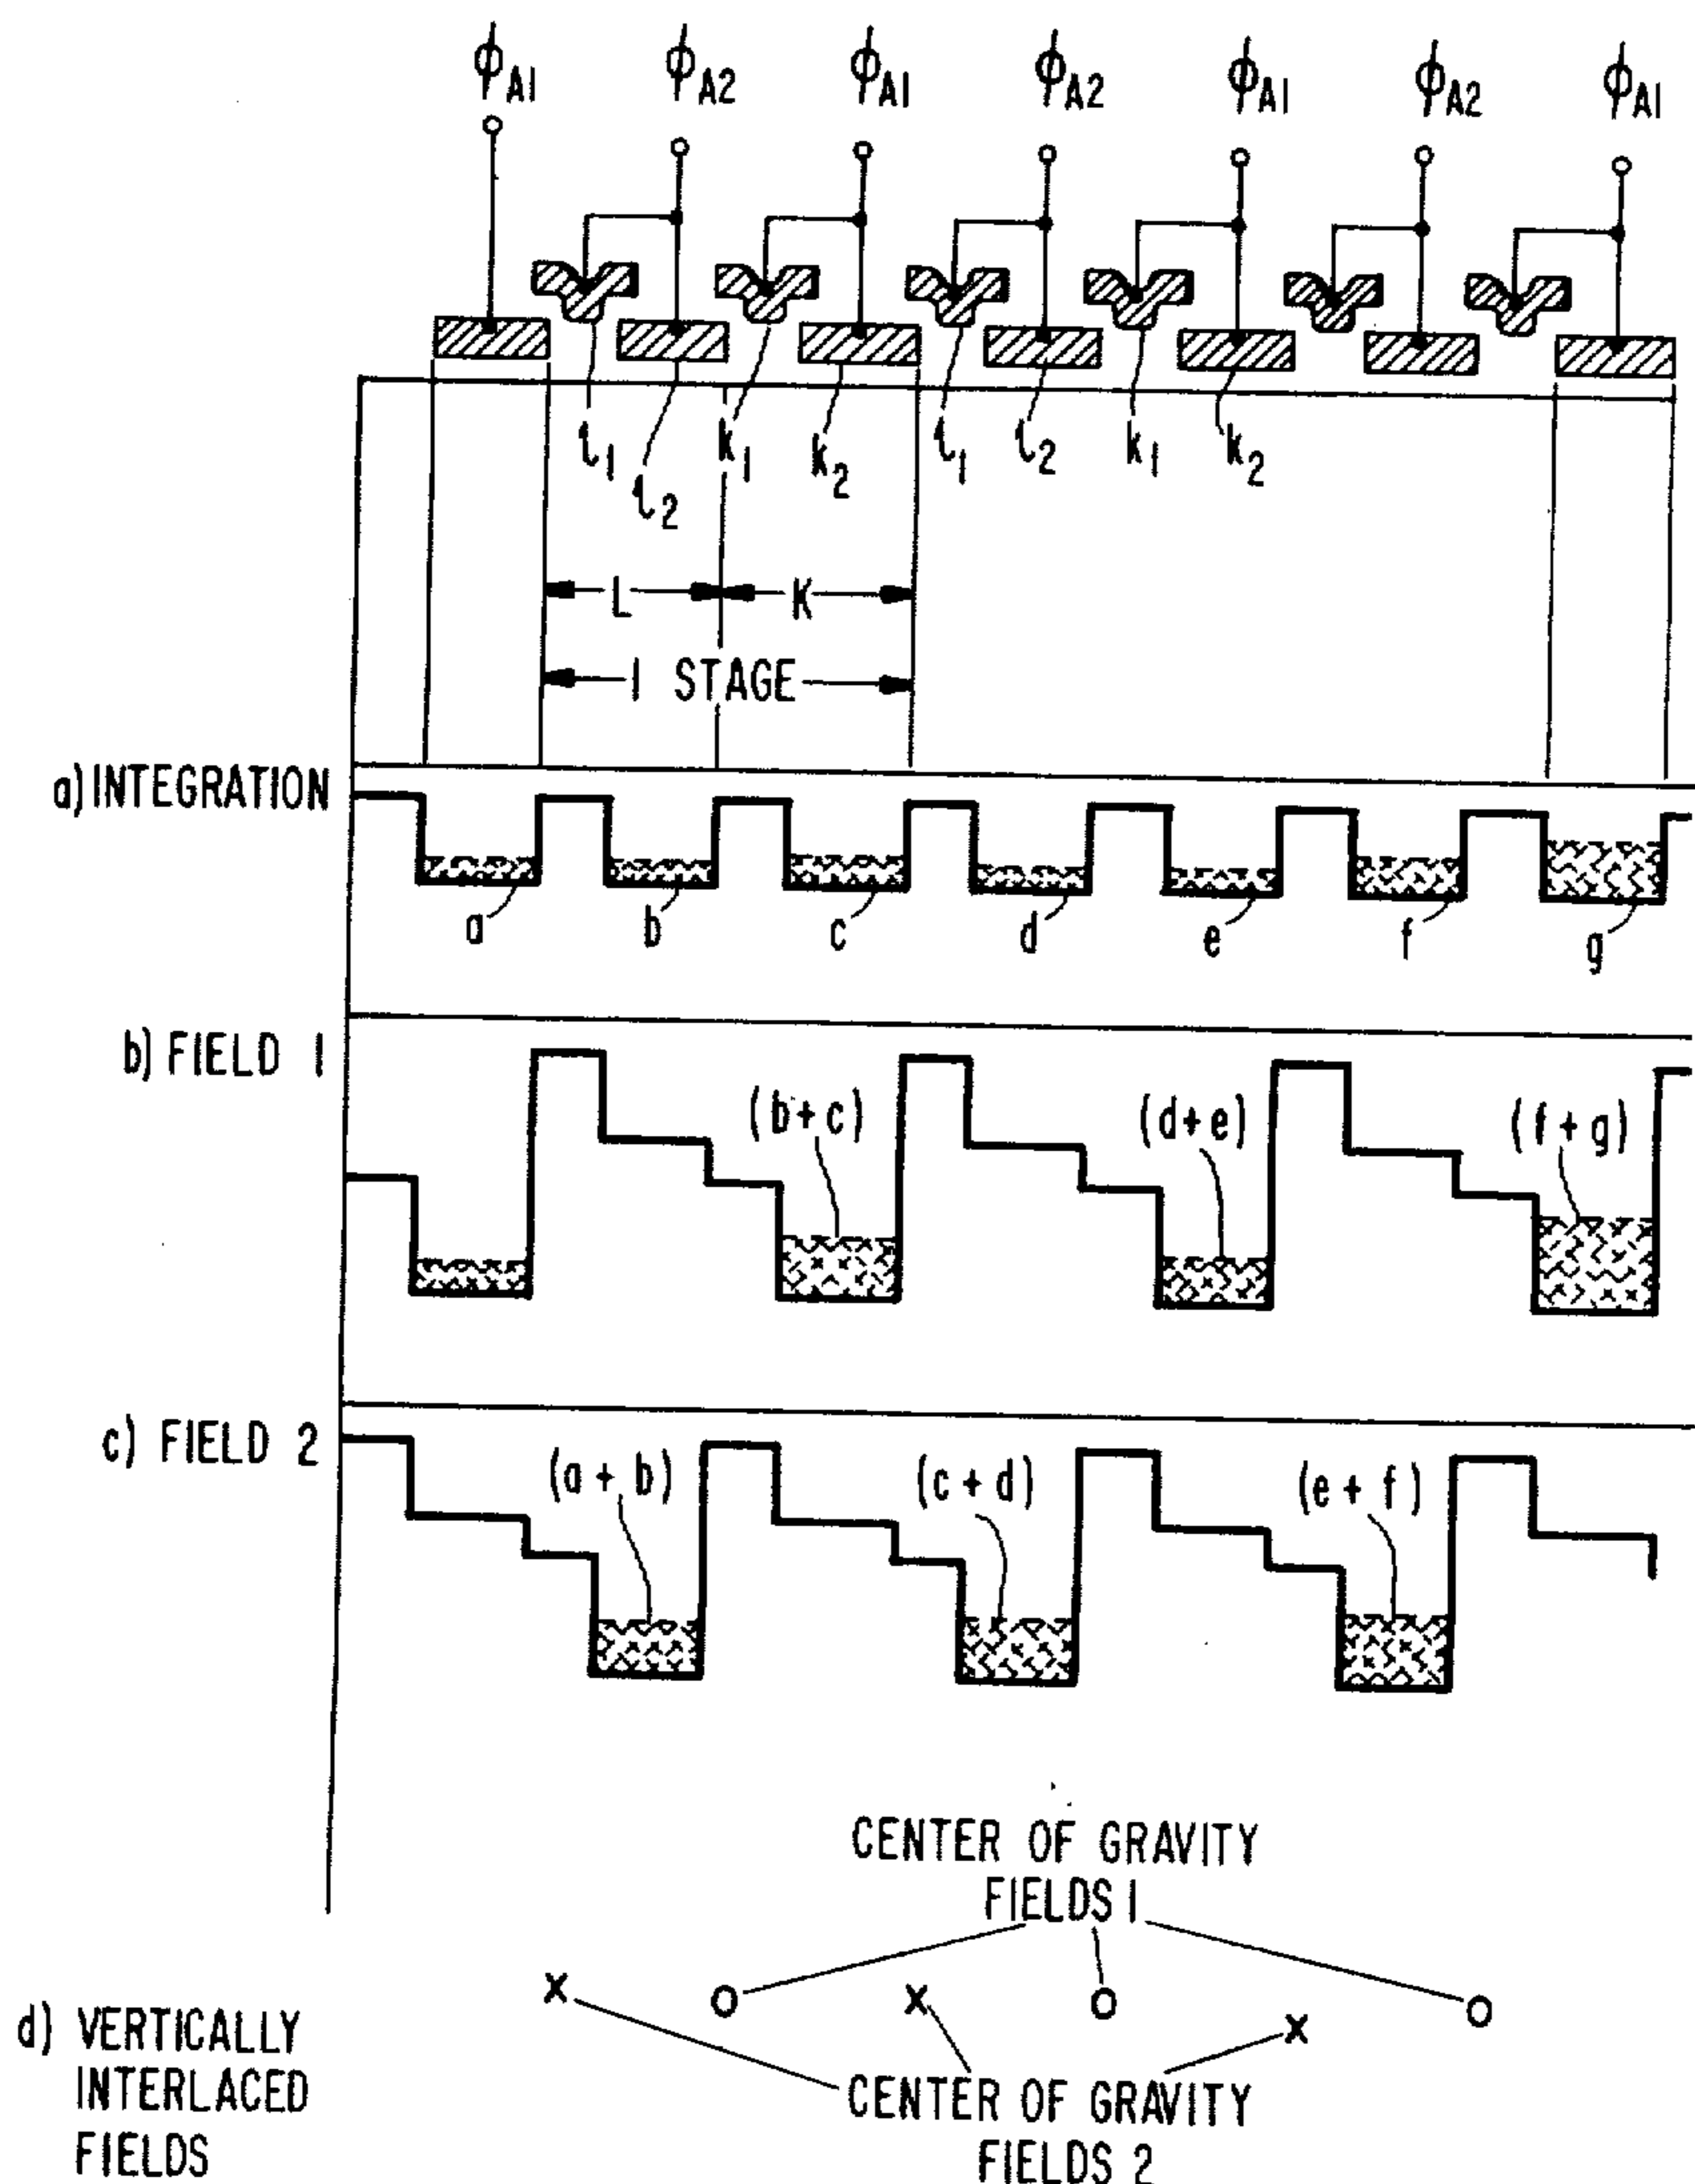 ϕA1 ϕA2 ϕA1 ϕA2 ϕA1 ϕA2 ϕA1
l1 l2 k1 k2 l1 l2 k1 k2
L K
1 STAGE
a) INTEGRATION
a b c d e f g
b) FIELD 1
(b+c) (d+e) (f+g)
c) FIELD 2
(a + b) (c + d) (e + f)
CENTER OF GRAVITY
FIELDS 1
x o x o x o
d) VERTICALLY
INTERLACED
FIELDS
CENTER OF GRAVITY
FIELDS 2